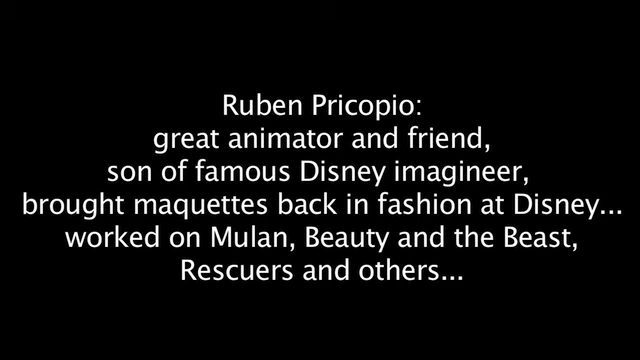 Ruben Pricopio:
great animator and friend,
son of famous Disney imagineer,
brought maquettes back in fashion at Disney...
worked on Mulan, Beauty and the Beast,
Rescuers and others...